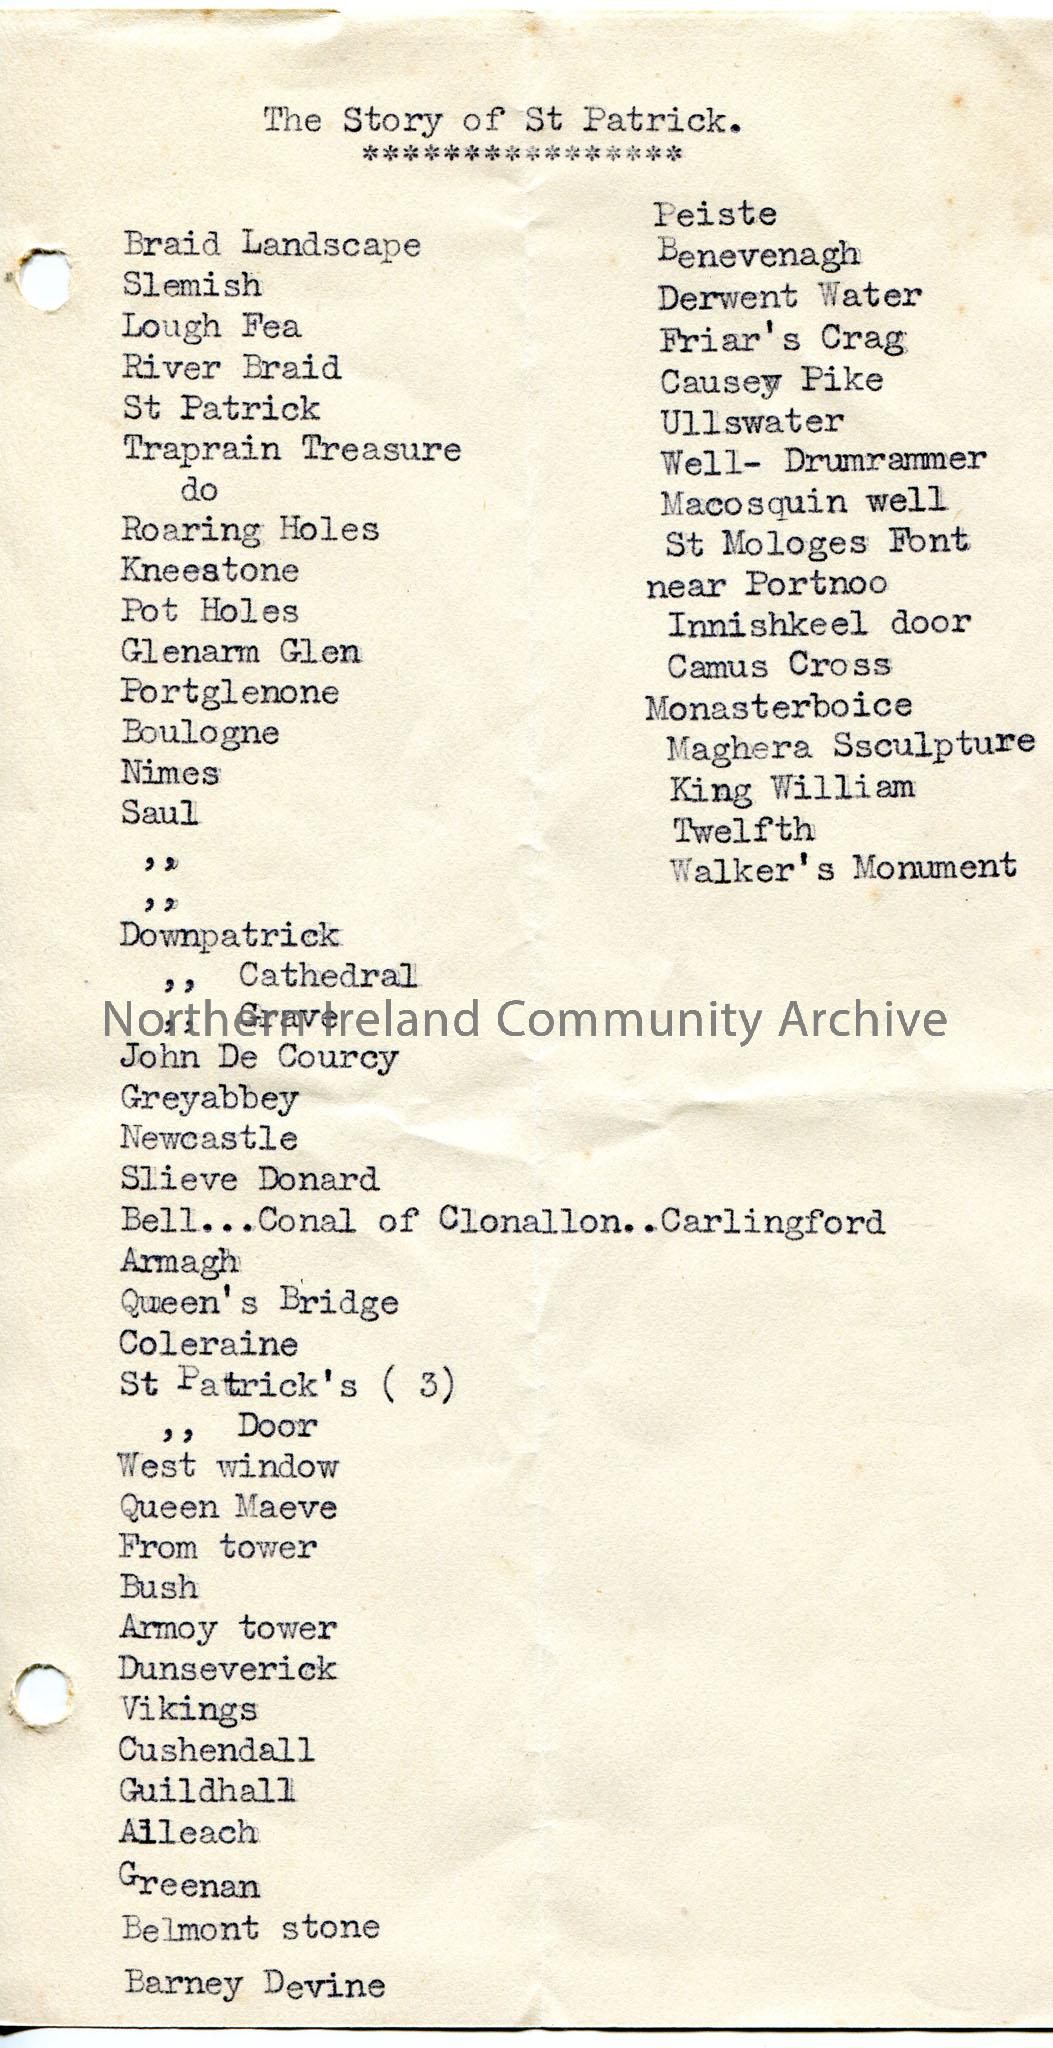 The Story of St Patrick.
****************
Braid Landscape
Slemish
Lough Fea
River Braid
St Patrick
Traprain Treasure
do
Roaring Holes
Kneestone
Pot Holes
Glenarm Glen
Portglenone
Boulogne
Nimes
Saul
,,
,,
Downpatrick
,, Cathedral
,, Grave
John De Courcy
Greyabbey
Newcastle
Slieve Donard
Bell...Conal of Clonallon..Carlingford
Armagh
Queen's Bridge
Coleraine
St Patrick's ( 3)
,, Door
West window
Queen Maeve
From tower
Bush
Armoy tower
Dunseverick
Vikings
Cushendall
Guildhall
Aileach
Greenan
Belmont stone
Barney Devine
Peiste
Benevenagh
Derwent Water
Friar's Crag
Causey Pike
Ullswater
Well- Drumrammer
Macosquin well
St Mologes Font
near Portnoo
Innishkeel door
Camus Cross
Monasterboice
Maghera Ssculpture
King William
Twelfth
Walker's Monument
Northern Ireland Community Archive